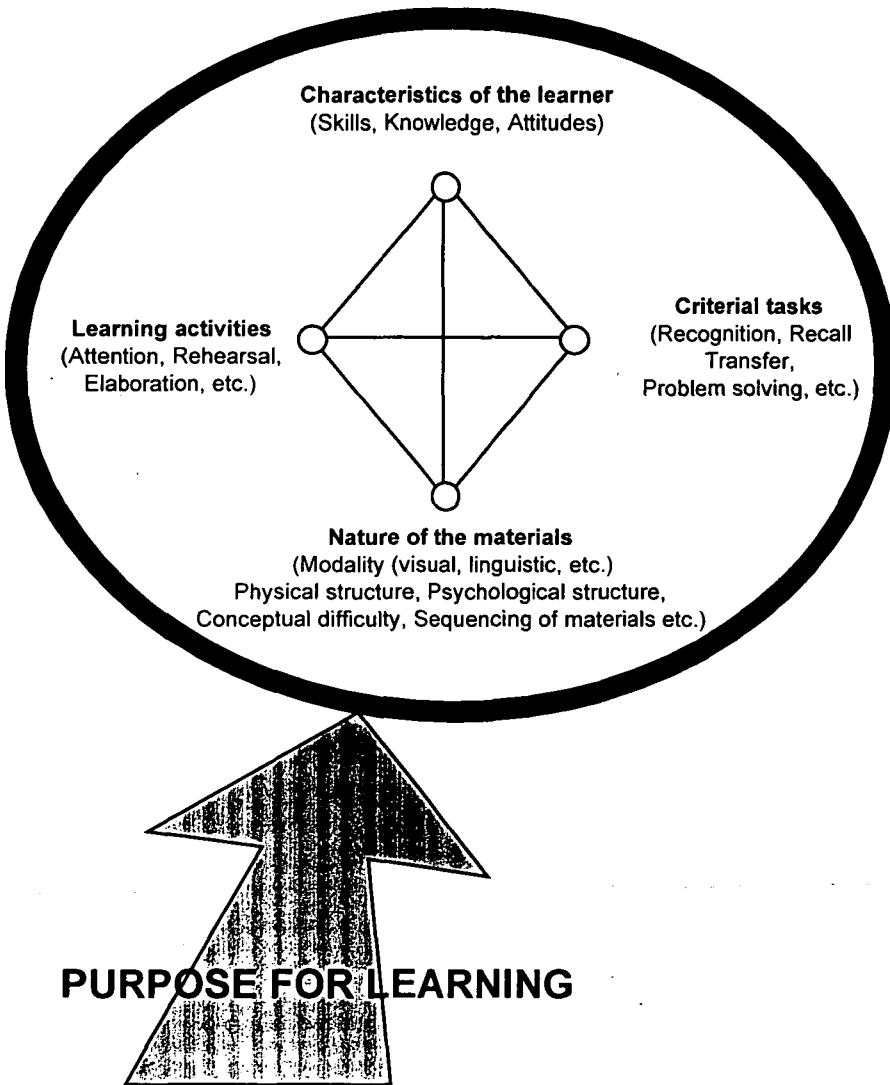 Characteristics of the learner
(Skills, Knowledge, Attitudes)
Learning activities
(Attention, Rehearsal,
Elaboration, etc.)
Criterial tasks
(Recognition, Recall
Transfer,
Problem solving, etc.)
Nature of the materials
(Modality (visual, linguistic, etc.)
Physical structure, Psychological structure,
Conceptual difficulty, Sequencing of materials etc.)
PURPOSE FOR LEARNING